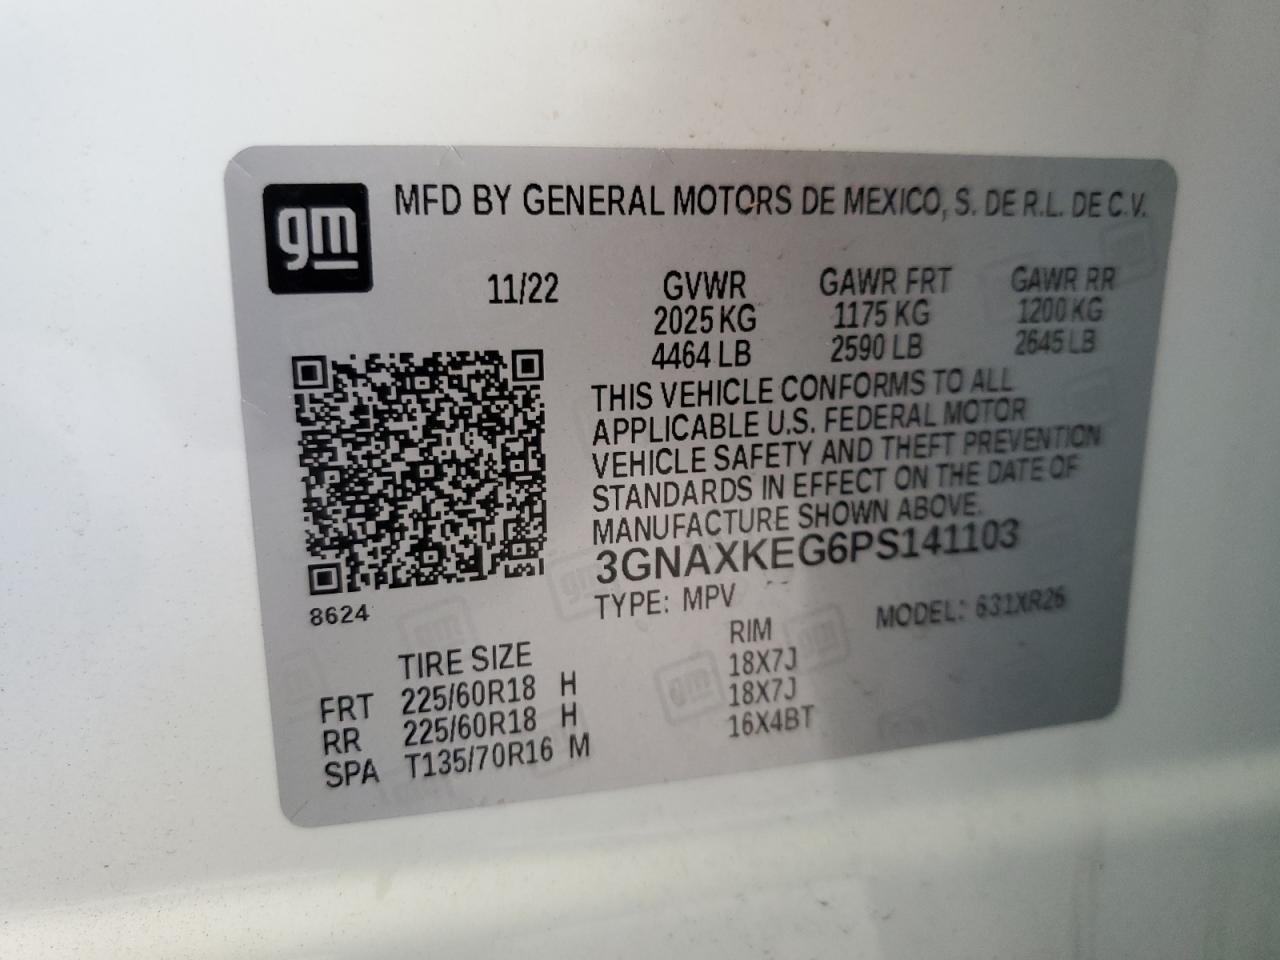 gm
MFD BY GENERAL MOTORS DE MEXICO, S. DE R.L. DE C.V.
11/22 GVWR GAWR FRT GAWR RR
2025 KG 1175 KG 1200 KG
4464 LB 2590 LB 2645 LB
THIS VEHICLE CONFORMS TO ALL
APPLICABLE U.S. FEDERAL MOTOR
VEHICLE SAFETY AND THEFT PREVENTION
STANDARDS IN EFFECT ON THE DATE OF
MANUFACTURE SHOWN ABOVE.
3GNAXKEG6PS141103
8624
TYPE: MPV MODEL: 631XR26
TIRE SIZE RIM
FRT 225/60R18 H 18X7J
RR 225/60R18 H 18X7J
SPA T135/70R16 M 16X4BT